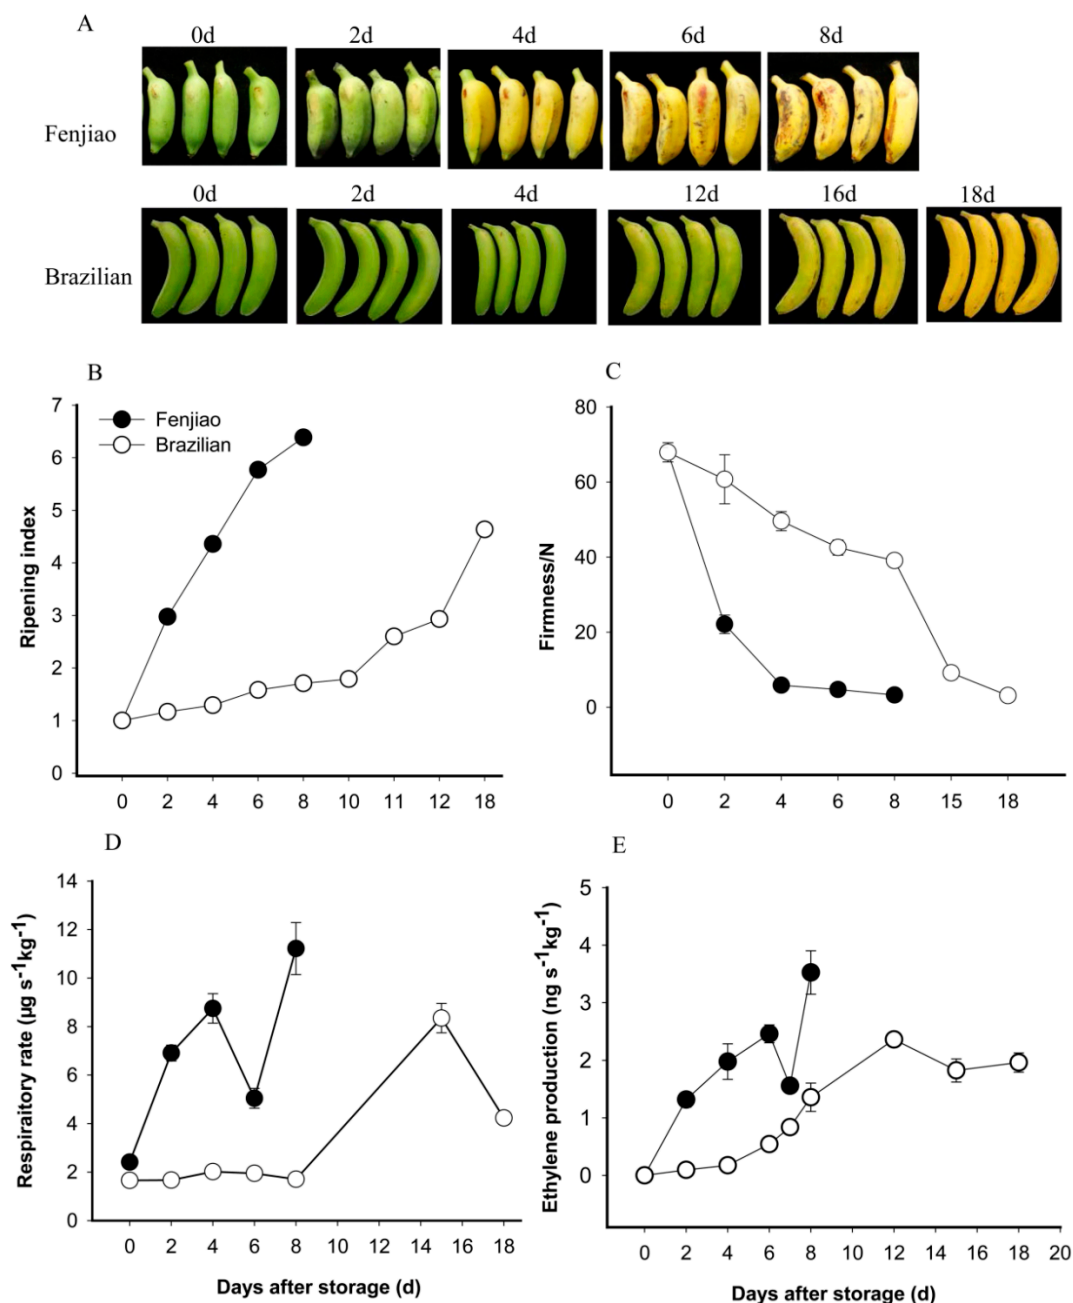 A
0d 2d 4d 6d 8d
Fenjiao
0d 2d 4d 12d 16d 18d
Brazilian
B
7
6
5
4
3
2
1
0
Ripening index
Fenjiao
Brazilian
0 2 4 6 8 10 11 12 18
C
80
60
40
20
0
Firmness/N
0 2 4 6 8 15 18
D
14
12
10
8
6
4
2
0
Respiraitory rate (µg s⁻¹kg⁻¹)
0 2 4 6 8 10 12 14 16 18
Days after storage (d)
E
5
4
3
2
1
0
Ethylene production (ng s⁻¹kg⁻¹)
0 2 4 6 8 10 12 14 16 18 20
Days after storage (d)